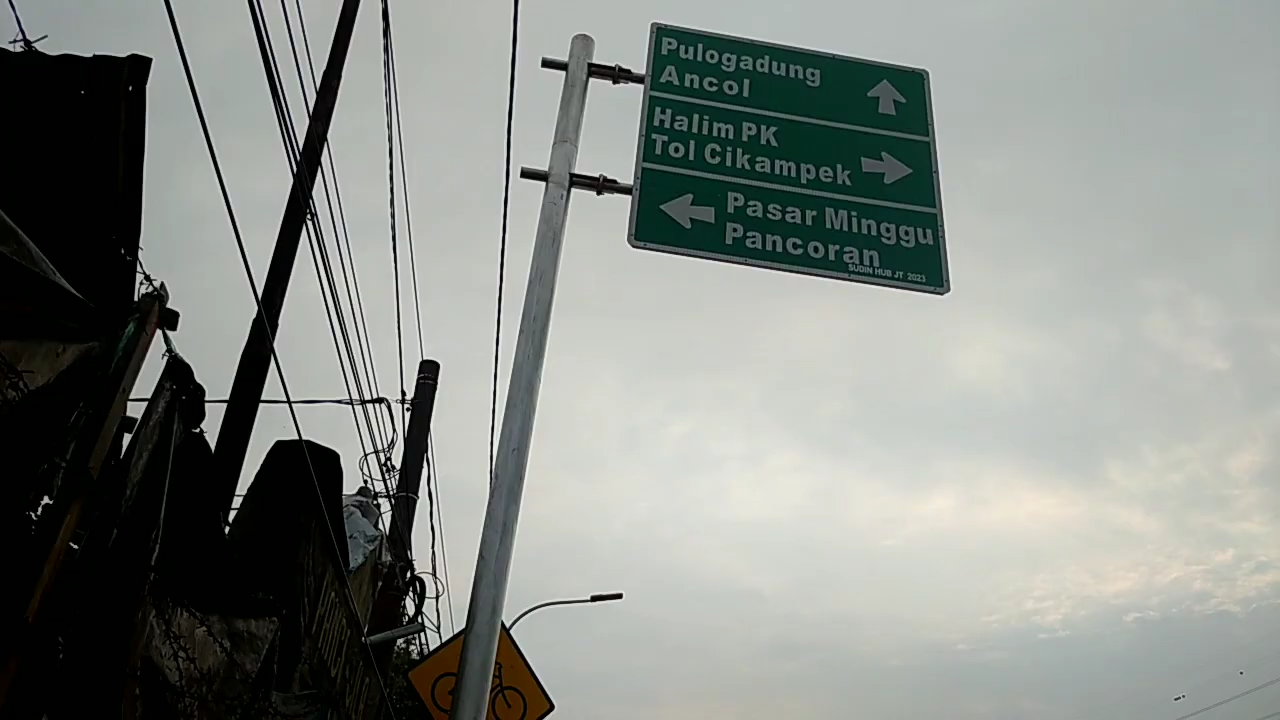 Pulogadung
Ancol
Halim PK
Tol Cikampek
Pasar Minggu
Pancoran
SUDIN HUB JT 2023